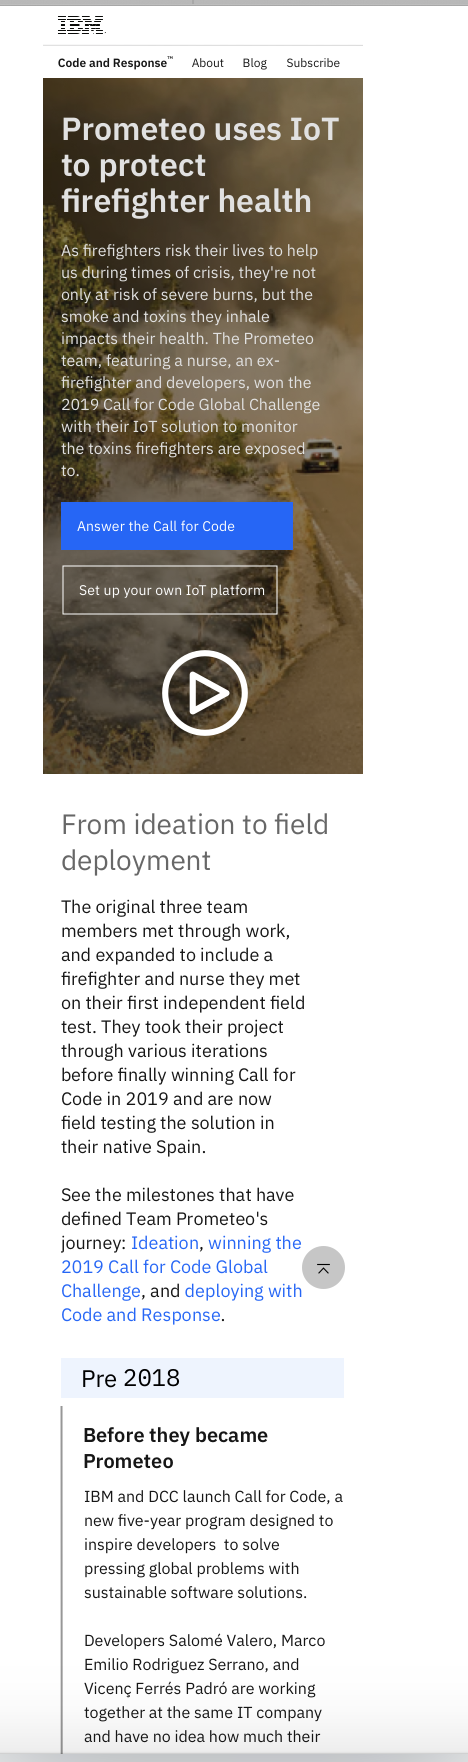 IBM
Code and Response™ About Blog Subscribe
Prometeo uses IoT
to protect
firefighter health
As firefighters risk their lives to help
us during times of crisis, they're not
only at risk of severe burns, but the
smoke and toxins they inhale
impacts their health. The Prometeo
team, featuring a nurse, an ex-
firefighter and developers, won the
2019 Call for Code Global Challenge
with their IoT solution to monitor
the toxins firefighters are exposed
to.
Answer the Call for Code
Set up your own IoT platform
From ideation to field
deployment
The original three team
members met through work,
and expanded to include a
firefighter and nurse they met
on their first independent field
test. They took their project
through various iterations
before finally winning Call for
Code in 2019 and are now
field testing the solution in
their native Spain.
See the milestones that have
defined Team Prometeo's
journey: Ideation, winning the
2019 Call for Code Global
Challenge, and deploying with
Code and Response.
Pre 2018
Before they became
Prometeo
IBM and DCC launch Call for Code, a
new five-year program designed to
inspire developers  to solve
pressing global problems with
sustainable software solutions.
Developers Salomé Valero, Marco
Emilio Rodriguez Serrano, and
Vicenç Ferrés Padró are working
together at the same IT company
and have no idea how much their